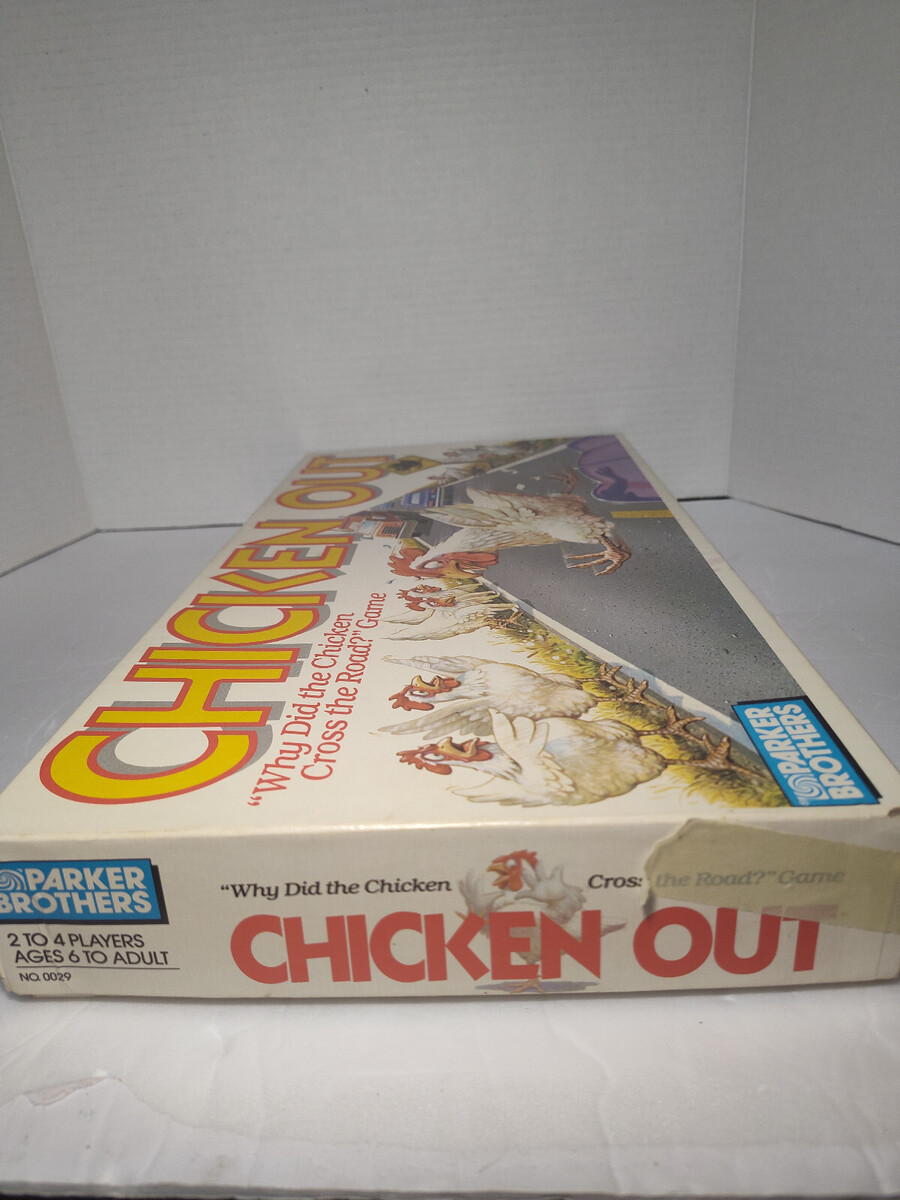 CHICKEN OUT
"Why Did the Chicken
Cross the Road?" Game
PARKER
BROTHERS
PARKER
BROTHERS
2 TO 4 PLAYERS
AGES 6 TO ADULT
NO. 0029
"Why Did the Chicken Cross the Road?" Game
CHICKEN OUT